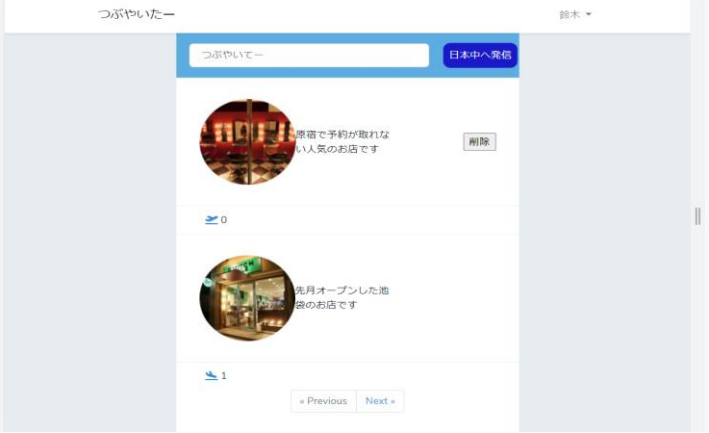 つぶやいたー
鈴木
つぶやいてー
日本中へ発信
原宿で予約が取れな
い人気のお店です
削除
0
先月オープンした池
袋のお店です
1
« Previous
Next »